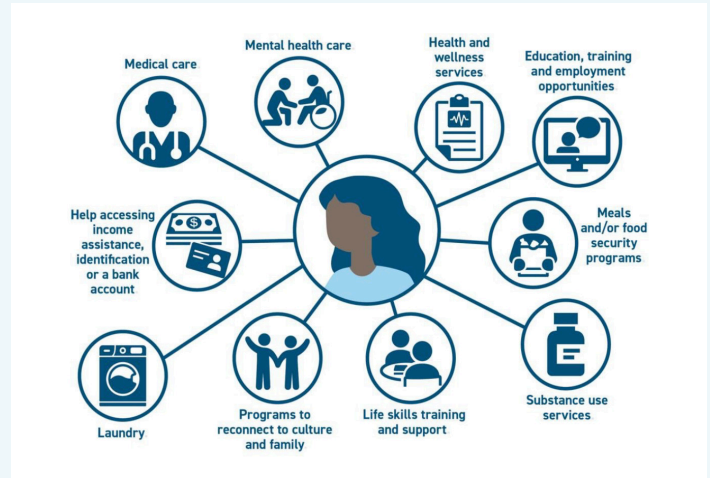 Medical care
Mental health care
Health and
wellness
services
Education, training
and employment
opportunities
Help accessing
income
assistance,
identification
or a bank
account
$
Meals
and/or food
security
programs
Laundry
Programs to
reconnect to culture
and family
Life skills training
and support
Substance use
services